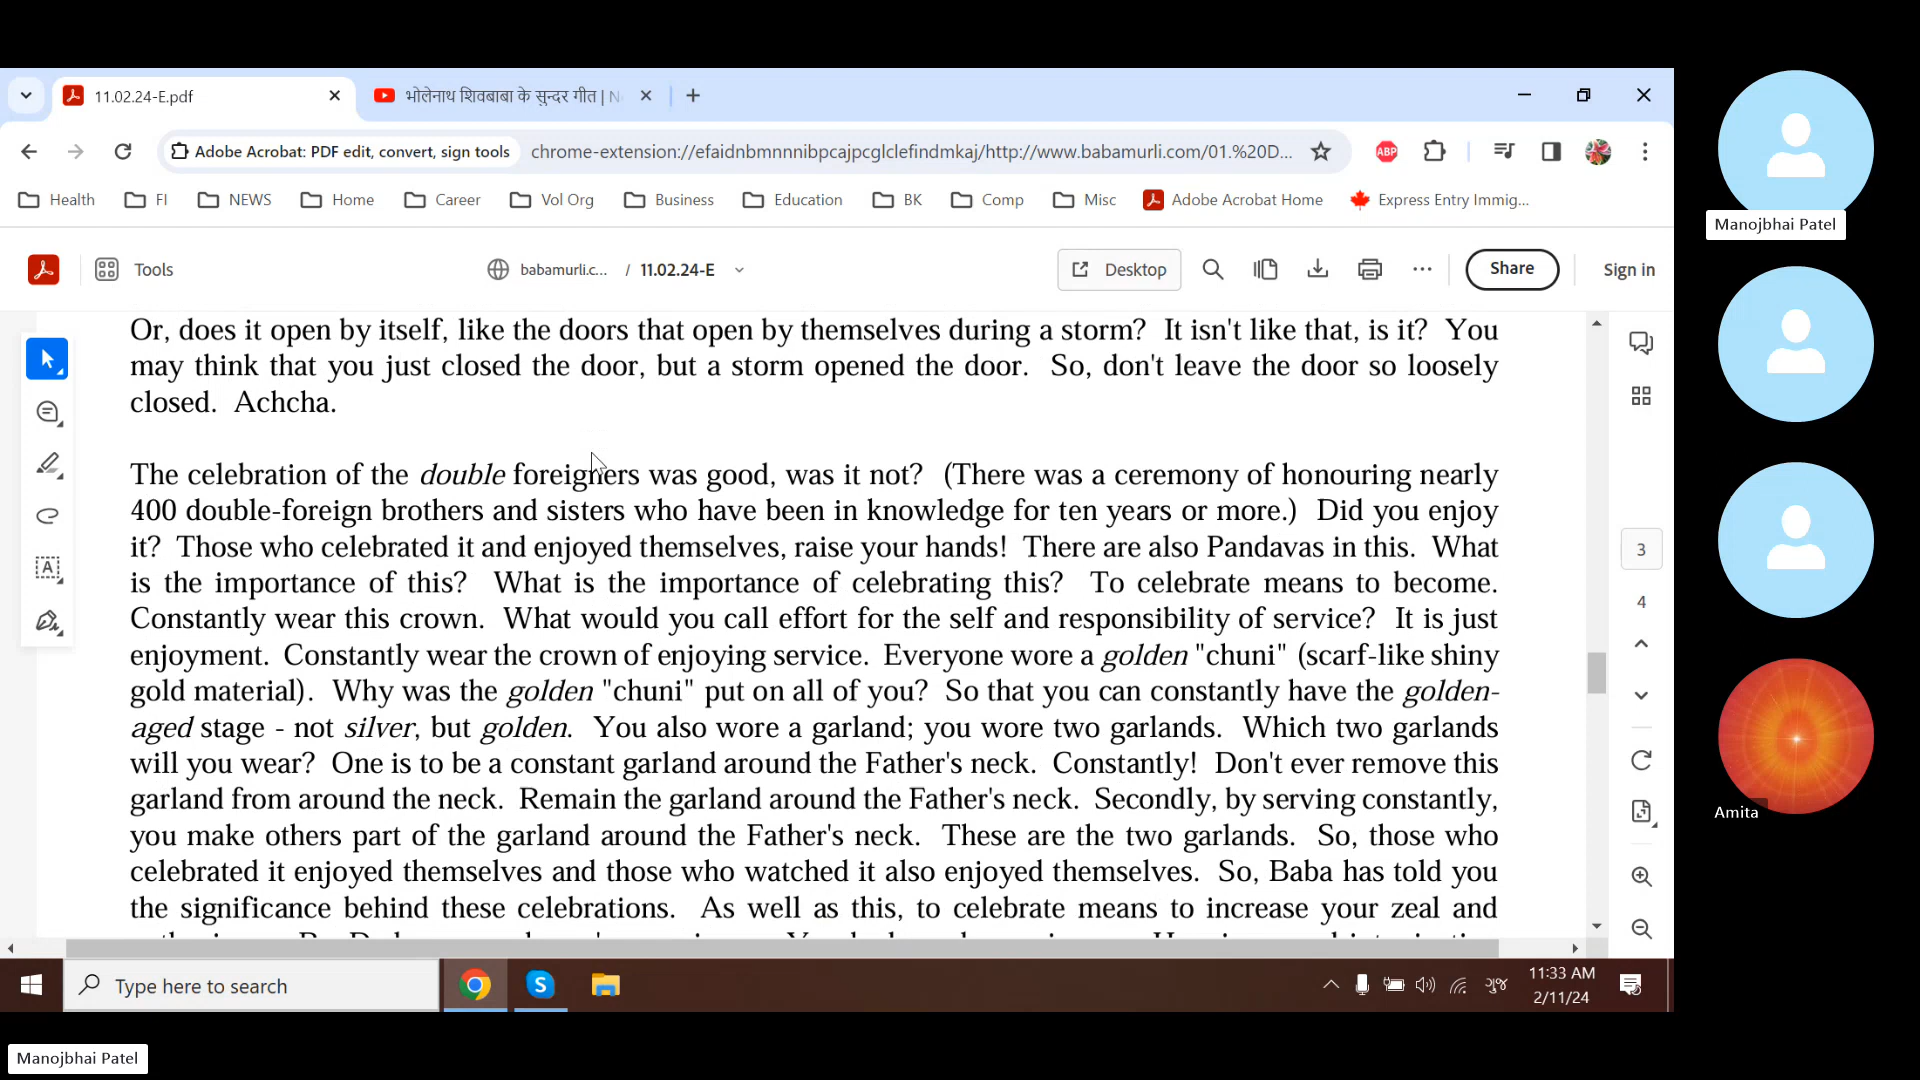 11.02.24-E.pdf
भोलेनाथ शिवबाबा के सुन्दर गीत | N
Adobe Acrobat: PDF edit, convert, sign tools
chrome-extension://efaidnbmnnnibpcajpcglclefindmkaj/http://www.babamurli.com/01.%20D...
ABP
Health FI NEWS Home Career Vol Org Business Education BK Comp Misc Adobe Acrobat Home Express Entry Immig...
Tools
babamurli.c... / 11.02.24-E
Desktop
Share
Sign in
Or, does it open by itself, like the doors that open by themselves during a storm? It isn't like that, is it? You
may think that you just closed the door, but a storm opened the door. So, don't leave the door so loosely
closed. Achcha.
The celebration of the double foreigners was good, was it not? (There was a ceremony of honouring nearly
400 double-foreign brothers and sisters who have been in knowledge for ten years or more.) Did you enjoy
it? Those who celebrated it and enjoyed themselves, raise your hands! There are also Pandavas in this. What
is the importance of this? What is the importance of celebrating this? To celebrate means to become.
Constantly wear this crown. What would you call effort for the self and responsibility of service? It is just
enjoyment. Constantly wear the crown of enjoying service. Everyone wore a golden "chuni" (scarf-like shiny
gold material). Why was the golden "chuni" put on all of you? So that you can constantly have the golden-
aged stage - not silver, but golden. You also wore a garland; you wore two garlands. Which two garlands
will you wear? One is to be a constant garland around the Father's neck. Constantly! Don't ever remove this
garland from around the neck. Remain the garland around the Father's neck. Secondly, by serving constantly,
you make others part of the garland around the Father's neck. These are the two garlands. So, those who
celebrated it enjoyed themselves and those who watched it also enjoyed themselves. So, Baba has told you
the significance behind these celebrations. As well as this, to celebrate means to increase your zeal and
3
4
Type here to search
ગુજ
11:33 AM
2/11/24
Manojbhai Patel
Amita
Manojbhai Patel